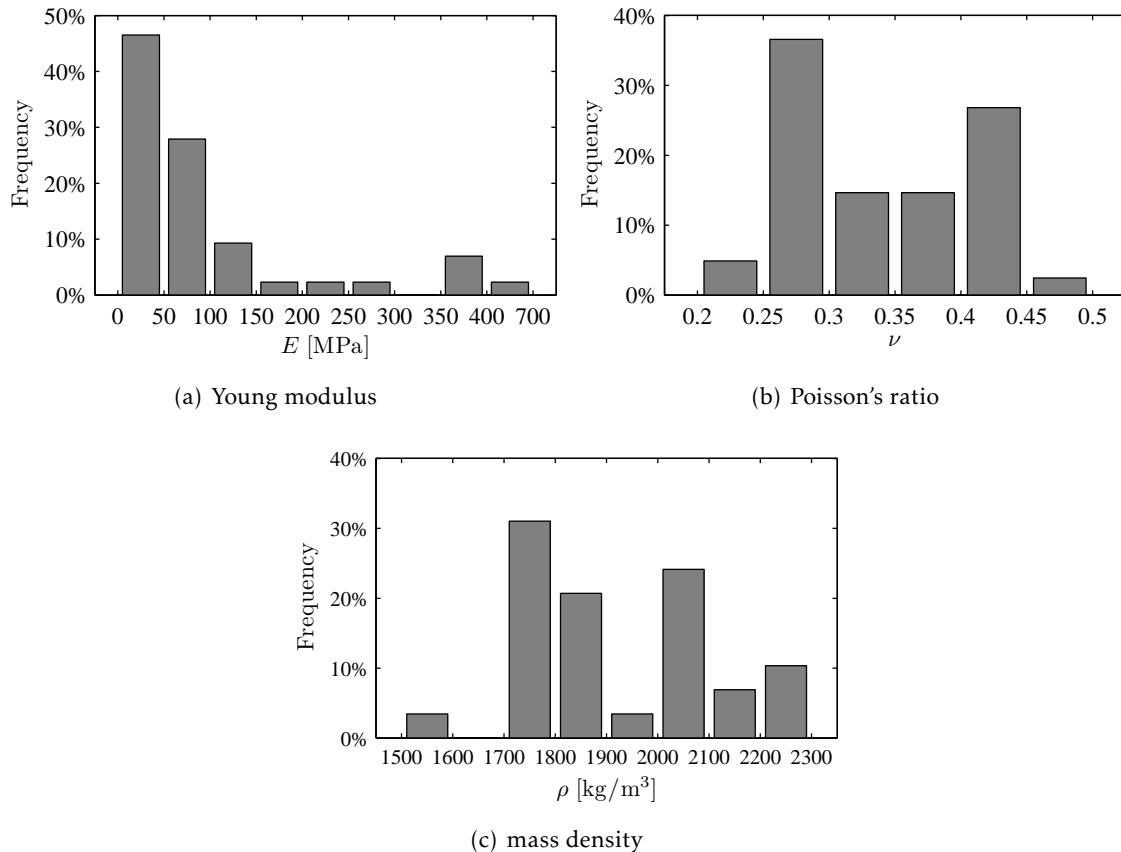 50%
40%
30%
20%
10%
0%
Frequency
0 50 100 150 200 250 300 350 400 700
E [MPa]
(a) Young modulus
40%
30%
20%
10%
0%
Frequency
0.2 0.25 0.3 0.35 0.4 0.45 0.5
ν
(b) Poisson's ratio
40%
30%
20%
10%
0%
Frequency
1500 1600 1700 1800 1900 2000 2100 2200 2300
ρ [kg/m³]
(c) mass density